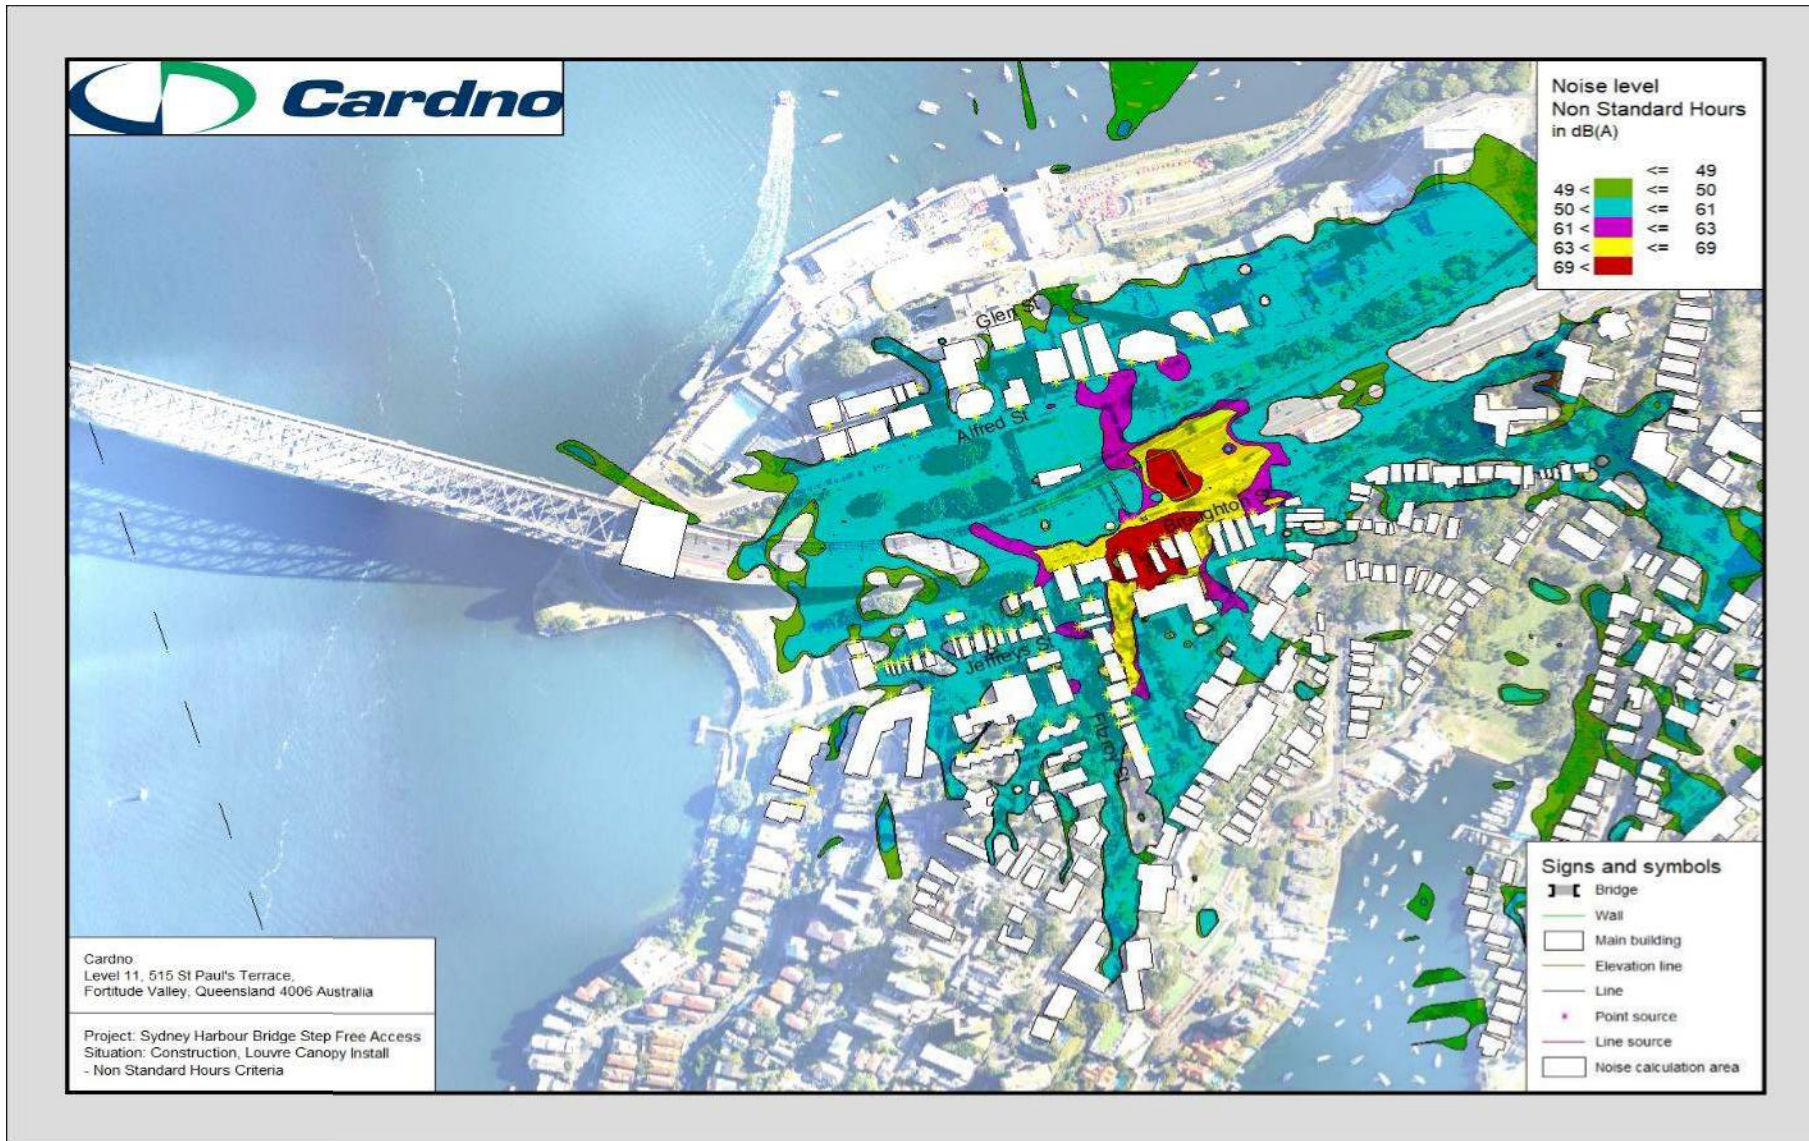 Cardno
Noise level
Non Standard Hours
in dB(A)
<= 49
49 < <= 50
50 < <= 61
61 < <= 63
63 < <= 69
69 <
Glen St
Alfred St
Broughton St
Jeffreys St
Fitzroy St
Signs and symbols
Bridge
Wall
Main building
Elevation line
Line
Point source
Line source
Noise calculation area
Cardno
Level 11, 515 St Paul's Terrace,
Fortitude Valley, Queensland 4006 Australia
Project: Sydney Harbour Bridge Step Free Access
Situation: Construction, Louvre Canopy Install
- Non Standard Hours Criteria